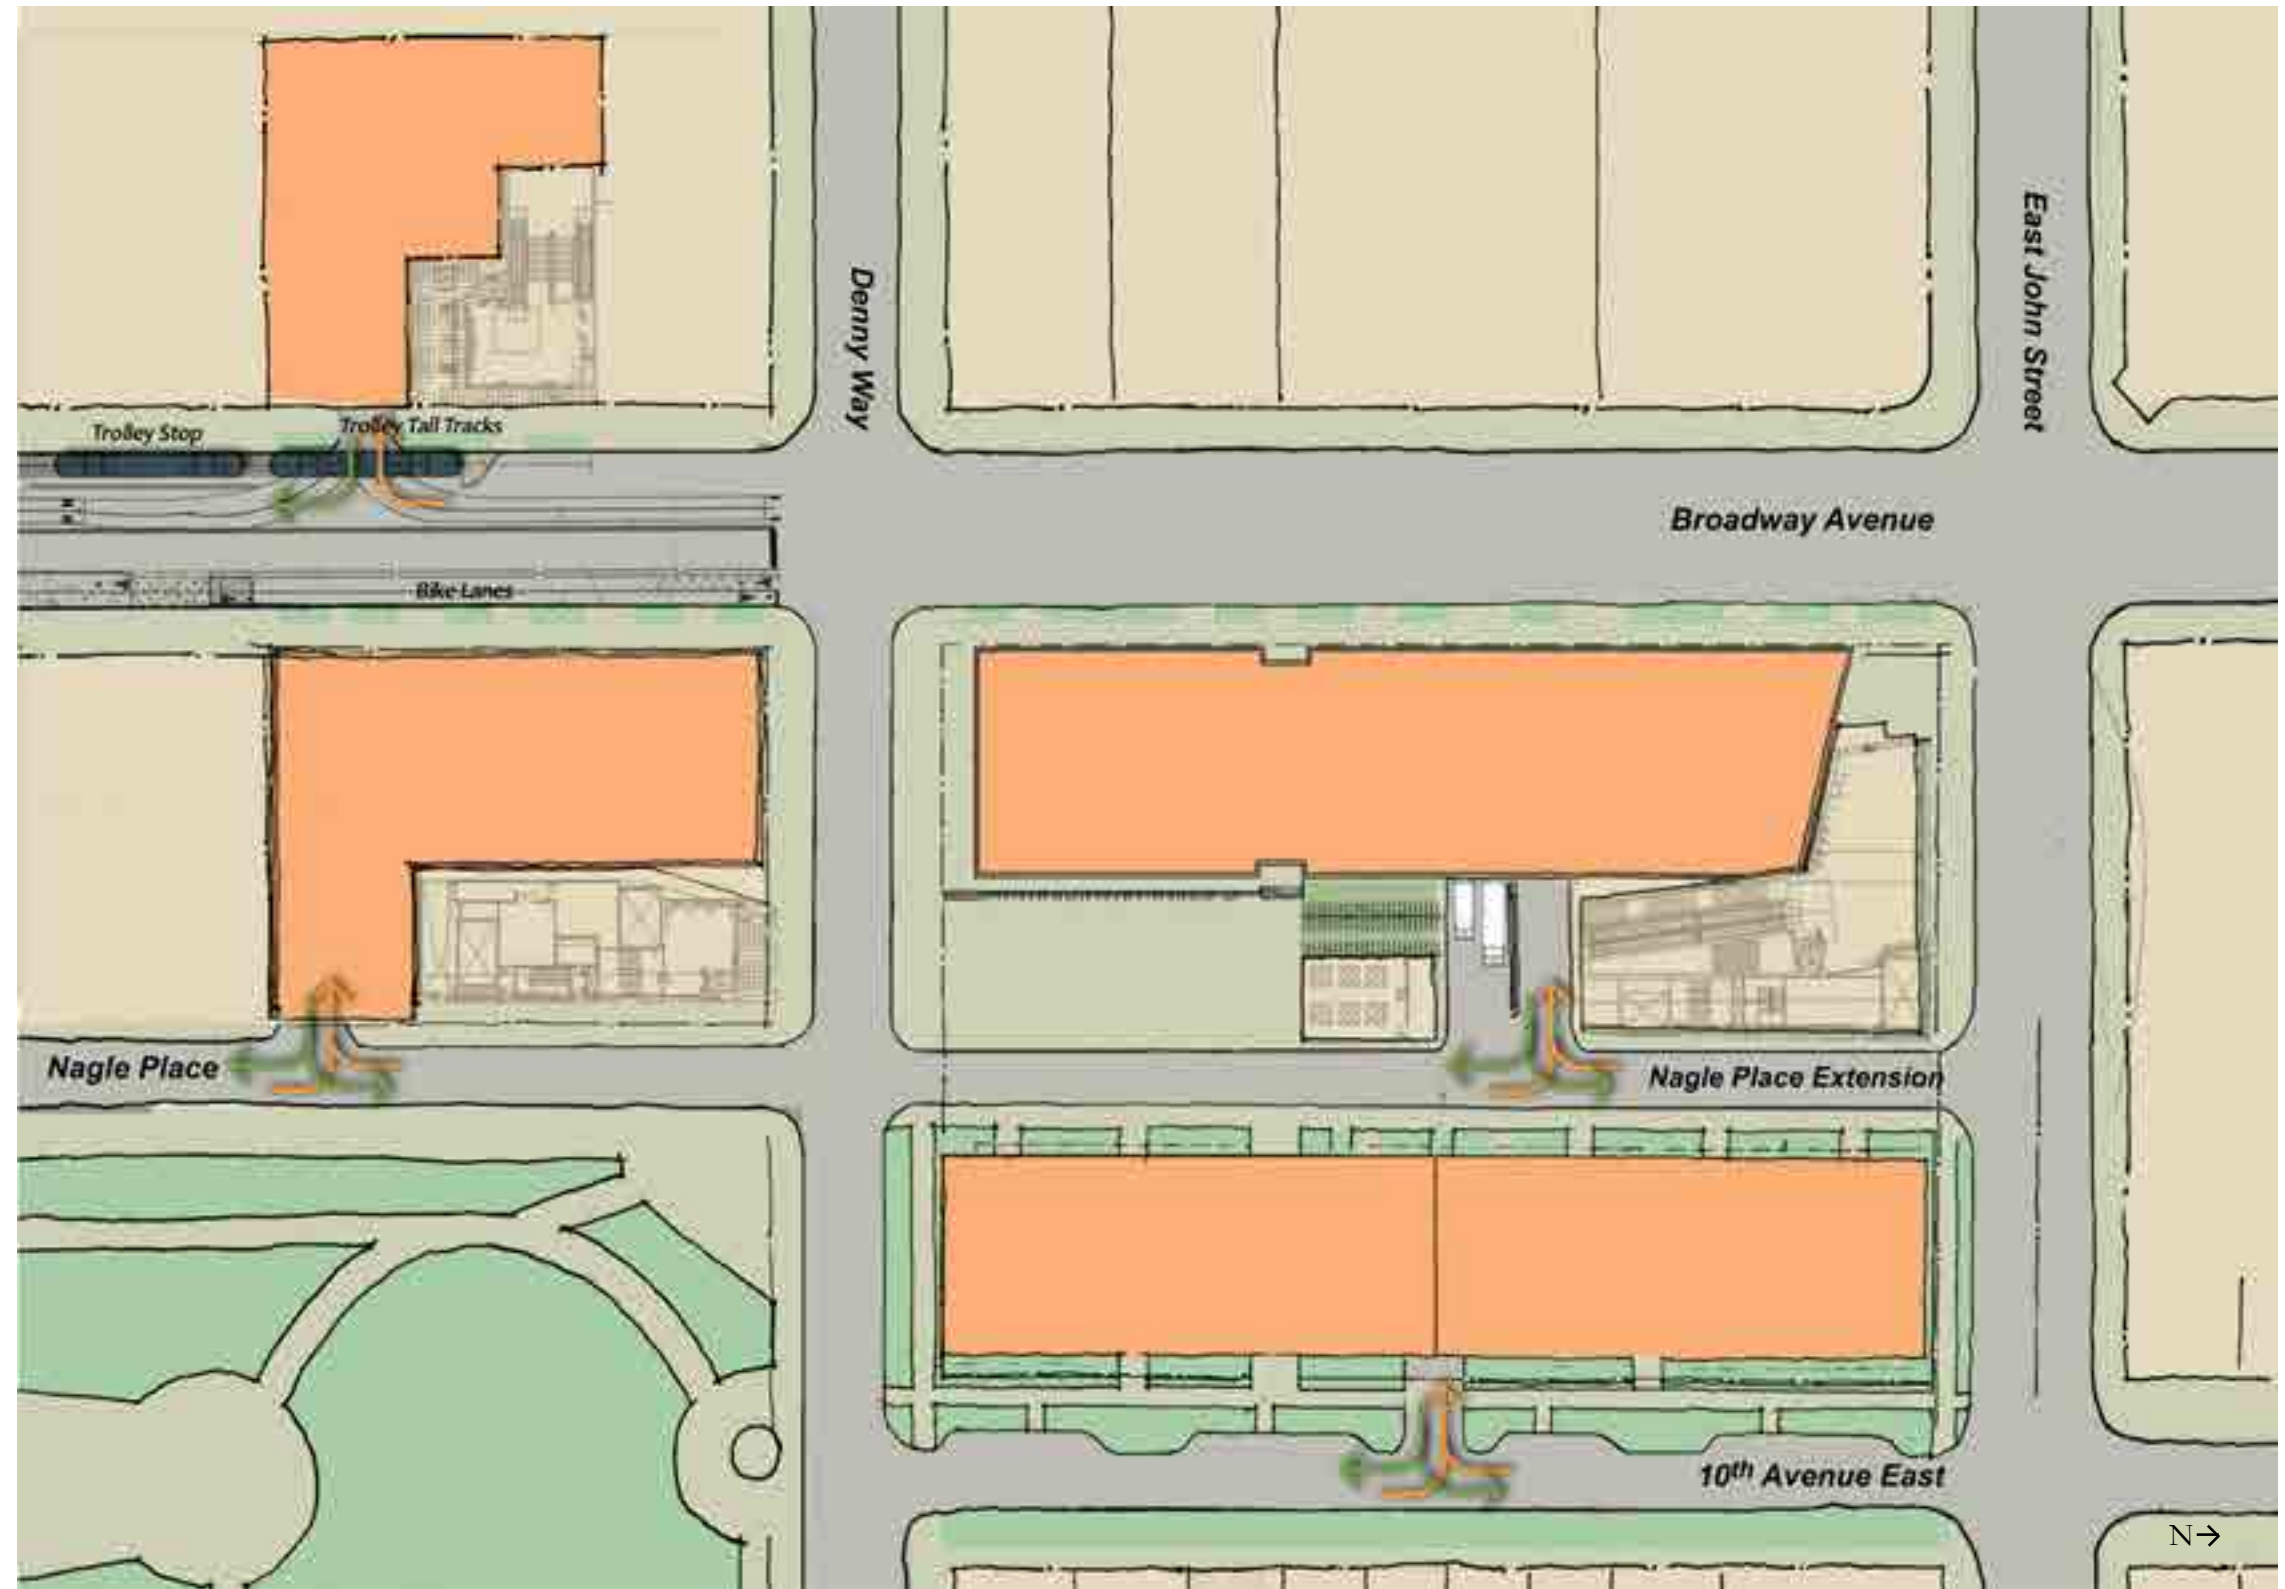 East John Street
Denny Way
Trolley Stop
Trolley Tail Tracks
Broadway Avenue
Bike Lanes
Nagle Place
Nagle Place Extension
10th Avenue East
N→